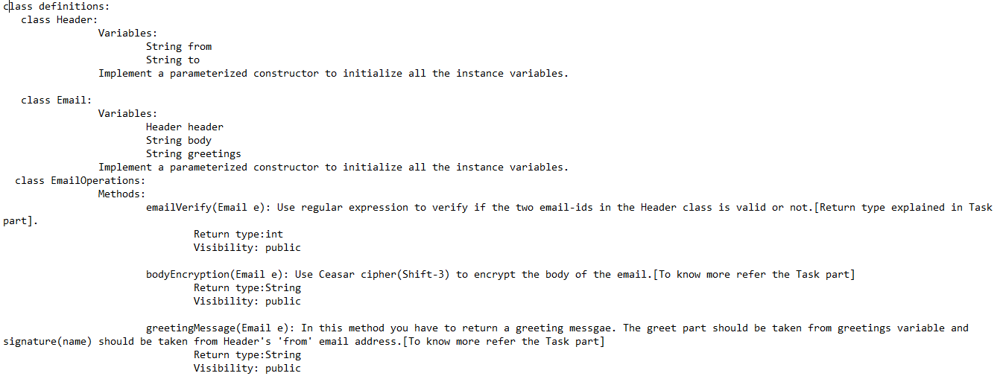 class definitions:
class Header:
Variables:
String from
String to
Implement a parameterized constructor to initialize all the instance variables.
class Email:
Variables:
Header header
String body
String greetings
Implement a parameterized constructor to initialize all the instance variables.
class EmailOperations:
Methods:
emailVerify(Email e): Use regular expression to verify if the two email-ids in the Header class is valid or not.[Return type explained in Task
part].
Return type:int
Visibility: public
bodyEncryption(Email e): Use Ceasar cipher(Shift-3) to encrypt the body of the email.[To know more refer the Task part]
Return type:String
Visibility: public
greetingMessage(Email e): In this method you have to return a greeting messgae. The greet part should be taken from greetings variable and
signature(name) should be taken from Header's 'from' email address.[To know more refer the Task part]
Return type:String
Visibility: public